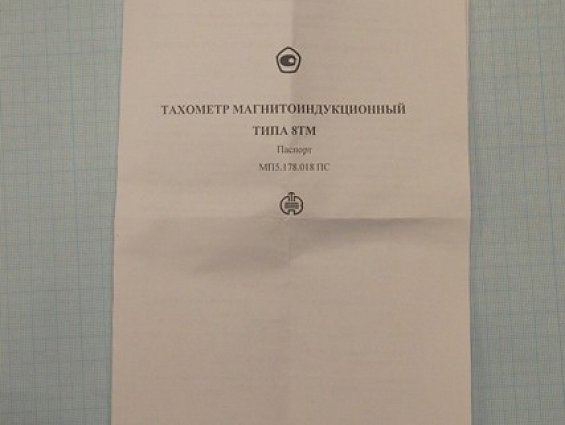 ТАХОМЕТР МАГНИТОИНДУКЦИОННЫЙ
ТИПА 8ТМ
Паспорт
МП5.178.018 ПС